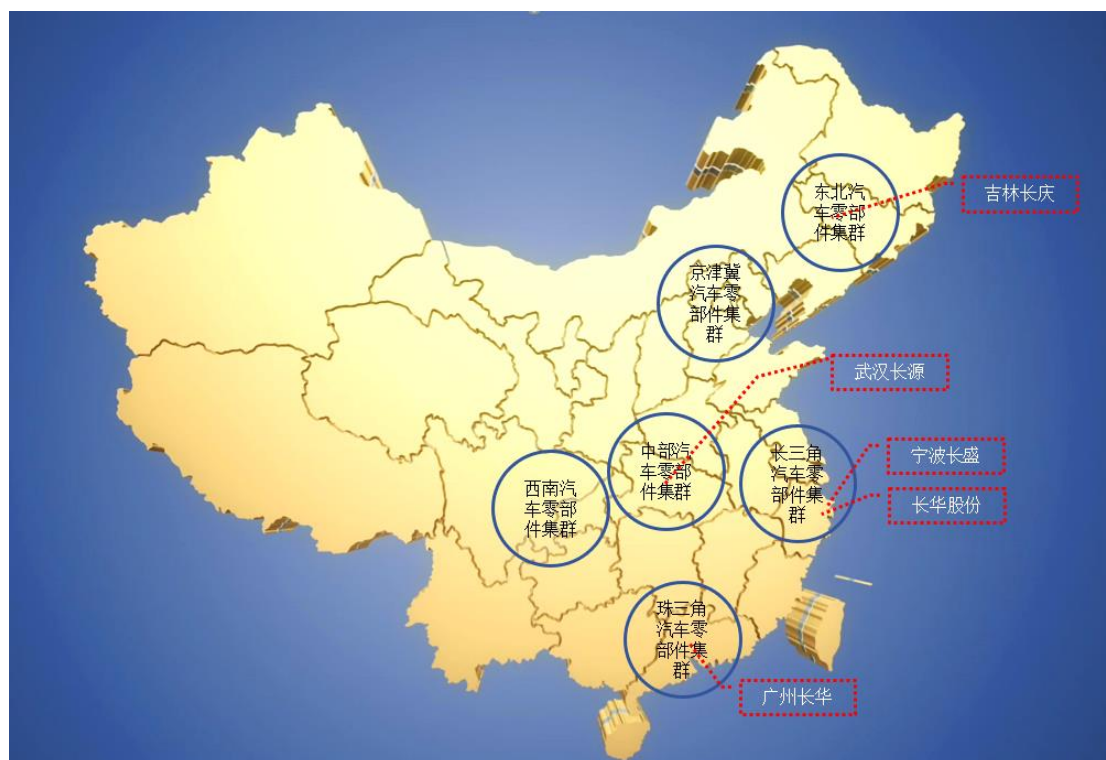 东北汽
车零部
件集群
吉林长庆
京津冀
汽车零
部件集
群
武汉长源
中部汽
车零部
件集群
长三角
汽车零
部件集
群
宁波长盛
长华股份
西南汽
车零部
件集群
珠三角
汽车零
部件集
群
广州长华